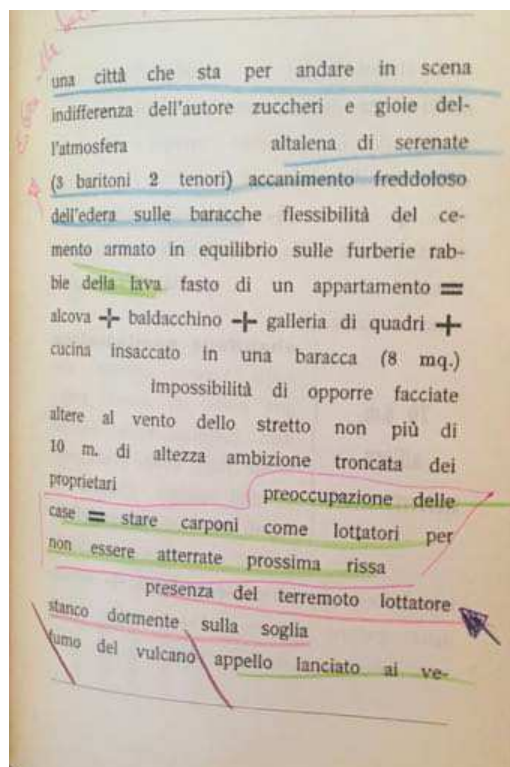 una città che sta per andare in scena
indifferenza dell'autore zuccheri e gioie del-
l'atmosfera altalena di serenate
(3 baritoni 2 tenori) accanimento freddoloso
dell'edera sulle baracche flessibilità del ce-
mento armato in equilibrio sulle furberie rab-
bie della lava fasto di un appartamento =
alcova + baldacchino + galleria di quadri +
cucina insaccato in una baracca (8 mq.)
impossibilità di opporre facciate
altere al vento dello stretto non più di
10 m. di altezza ambizione troncata dei
proprietari preoccupazione delle
case = stare carponi come lottatori per
non essere atterrate prossima rissa
presenza del terremoto lottatore
stanco dormente sulla soglia
fumo del vulcano appello lanciato ai ve-